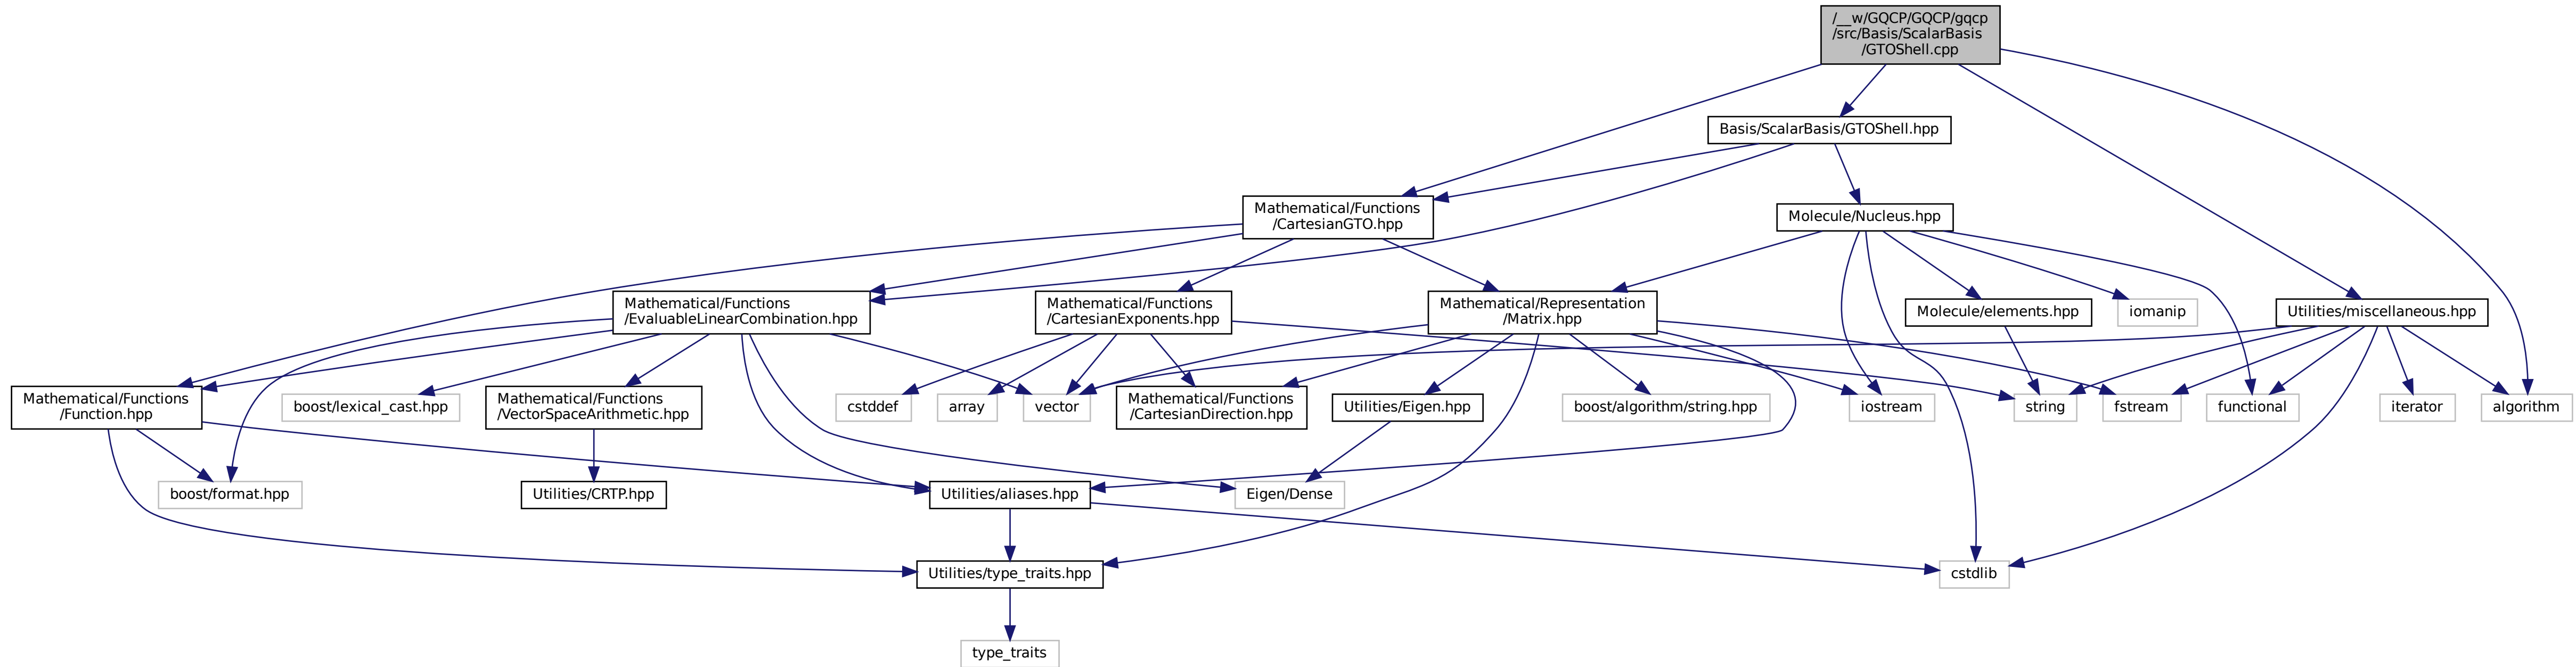 /__w/GQCP/GQCP/gqcp
/src/Basis/ScalarBasis
/GTOShell.cpp
Basis/ScalarBasis/GTOShell.hpp
Mathematical/Functions
/CartesianGTO.hpp
Molecule/Nucleus.hpp
Mathematical/Functions
/EvaluableLinearCombination.hpp
Mathematical/Functions
/CartesianExponents.hpp
Mathematical/Representation
/Matrix.hpp
Molecule/elements.hpp
iomanip
Utilities/miscellaneous.hpp
Mathematical/Functions
/Function.hpp
boost/lexical_cast.hpp
Mathematical/Functions
/VectorSpaceArithmetic.hpp
cstddef
array
vector
Mathematical/Functions
/CartesianDirection.hpp
Utilities/Eigen.hpp
boost/algorithm/string.hpp
iostream
string
fstream
functional
iterator
algorithm
boost/format.hpp
Utilities/CRTP.hpp
Utilities/aliases.hpp
Eigen/Dense
Utilities/type_traits.hpp
cstdlib
type_traits